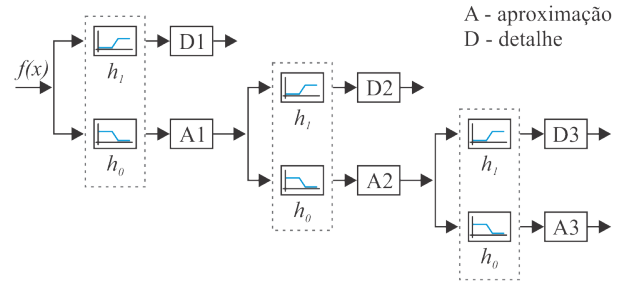 A - aproximação
D - detalhe
f(x)
h1
D1
h0
A1
h1
D2
h0
A2
h1
D3
h0
A3